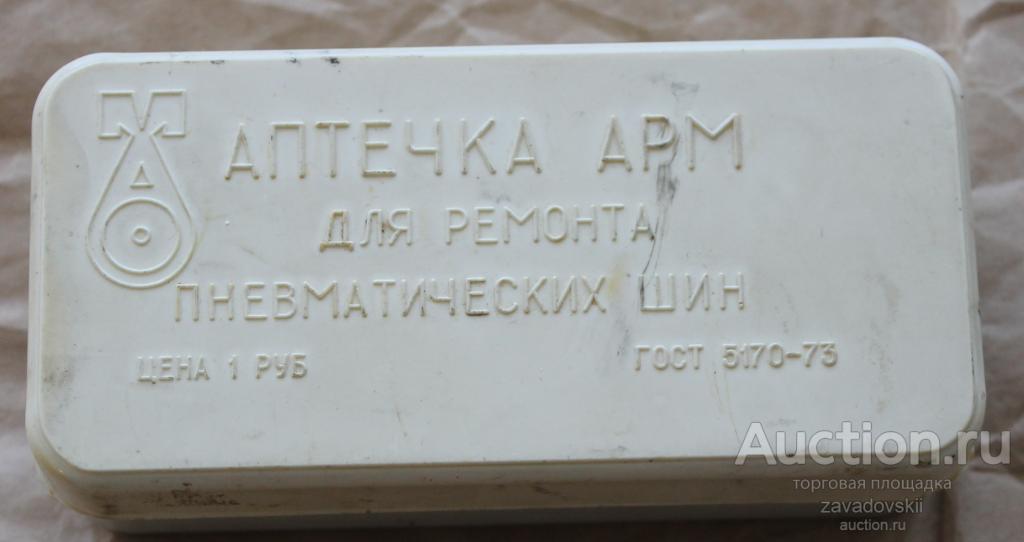 АПТЕЧКА АРМ
ДЛЯ РЕМОНТА
ПНЕВМАТИЧЕСКИХ ШИН
ЦЕНА 1 РУБ
ГОСТ 5170-73
Auction.ru
торговая площадка
zavadovskii
auction.ru